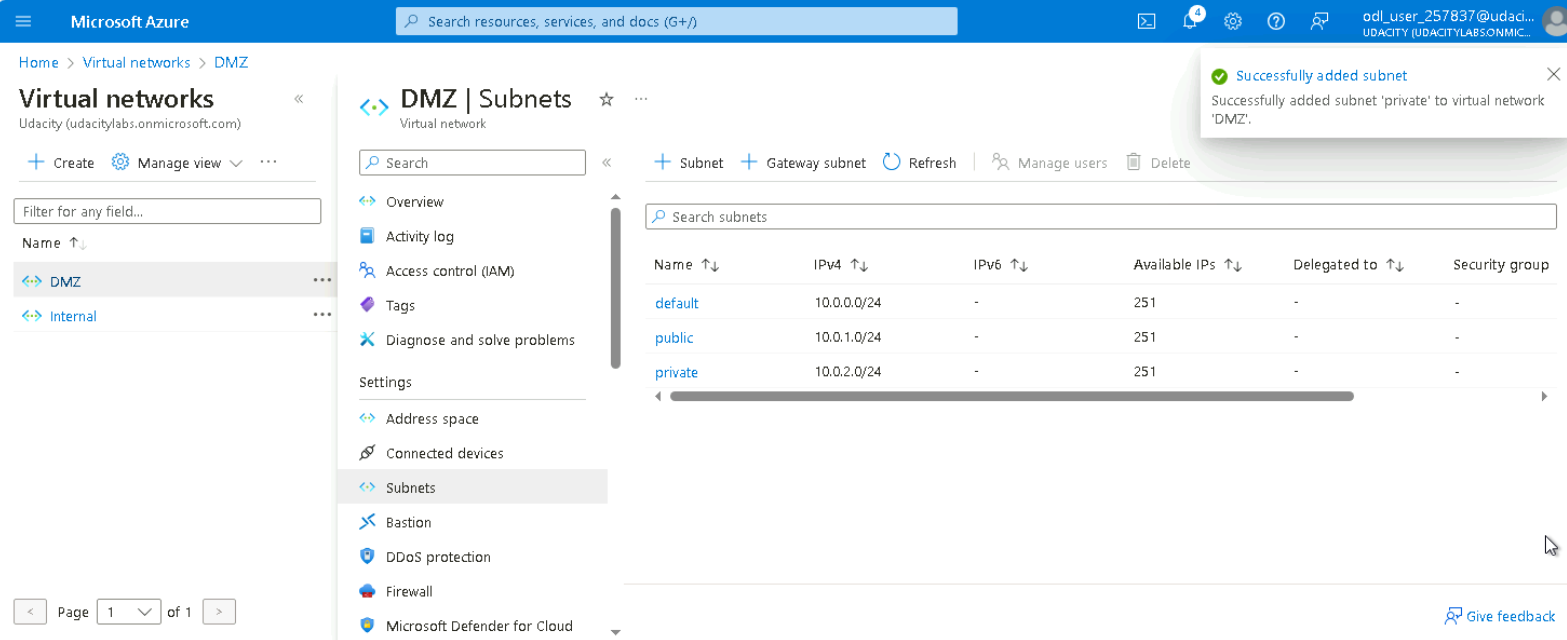 Microsoft Azure
Search resources, services, and docs (G+/)
4
odl_user_257837@udaci...
UDACITY (UDACITYLABS.ONMIC...
Home > Virtual networks > DMZ
Successfully added subnet
Successfully added subnet 'private' to virtual network
'DMZ'.
Virtual networks
Udacity (udacitylabs.onmicrosoft.com)
Create
Manage view
Filter for any field...
Name
DMZ
Internal
Page 1 of 1
DMZ | Subnets
Virtual network
Search
Overview
Activity log
Access control (IAM)
Tags
Diagnose and solve problems
Settings
Address space
Connected devices
Subnets
Bastion
DDoS protection
Firewall
Microsoft Defender for Cloud
Subnet
Gateway subnet
Refresh
Manage users
Delete
Search subnets
Name IPv4 IPv6 Available IPs Delegated to Security group
default 10.0.0.0/24 - 251 - -
public 10.0.1.0/24 - 251 - -
private 10.0.2.0/24 - 251 - -
Give feedback